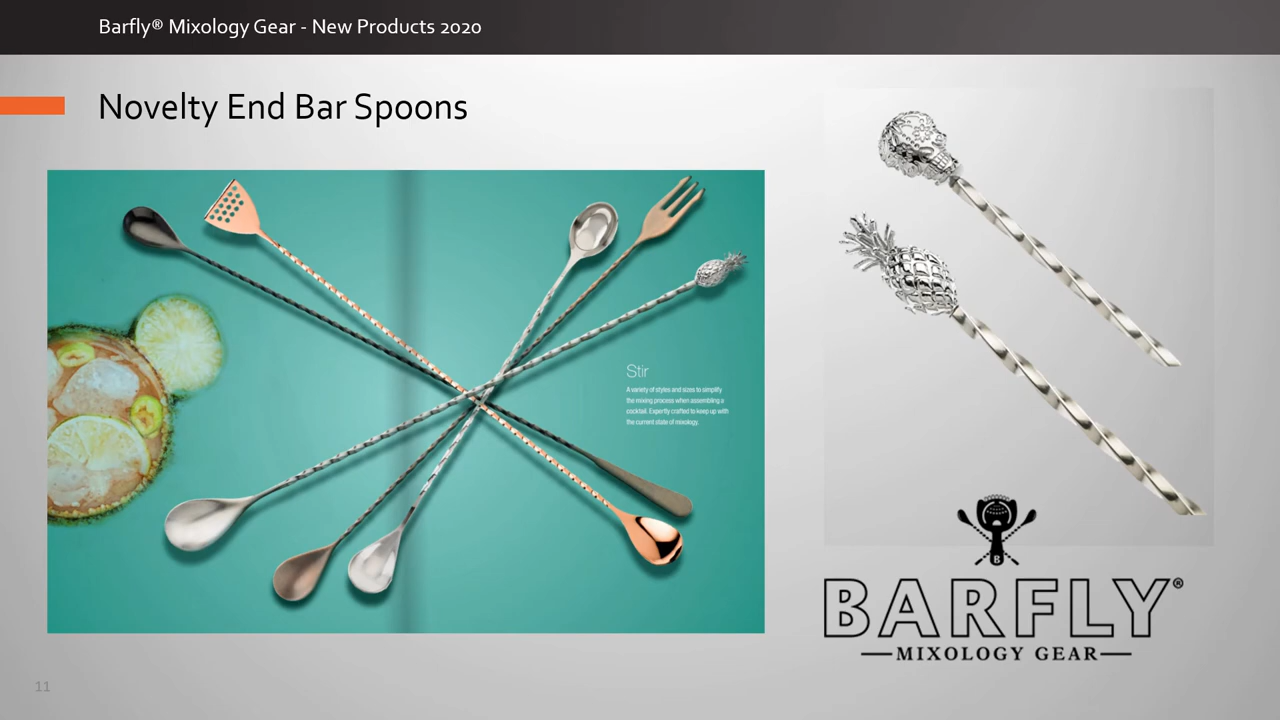 Barfly® Mixology Gear - New Products 2020
Novelty End Bar Spoons
Stir
A variety of styles and sizes to simplify
the mixing process when assembling a
cocktail. Expertly crafted to keep up with
the current state of mixology.
B
BARFLY®
MIXOLOGY GEAR
11